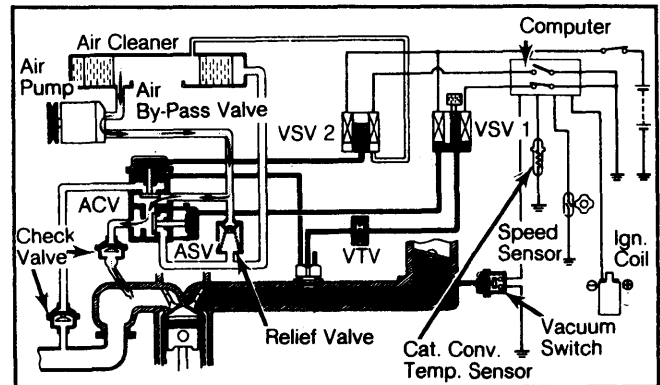 Computer
Air Cleaner
Air
Pump
Air
By-Pass Valve
VSV 2
VSV 1
ACV
ASV
Check
Valve
VTV
Speed
Sensor
Ign.
Coil
Relief Valve
Vacuum
Switch
Cat. Conv.
Temp. Sensor